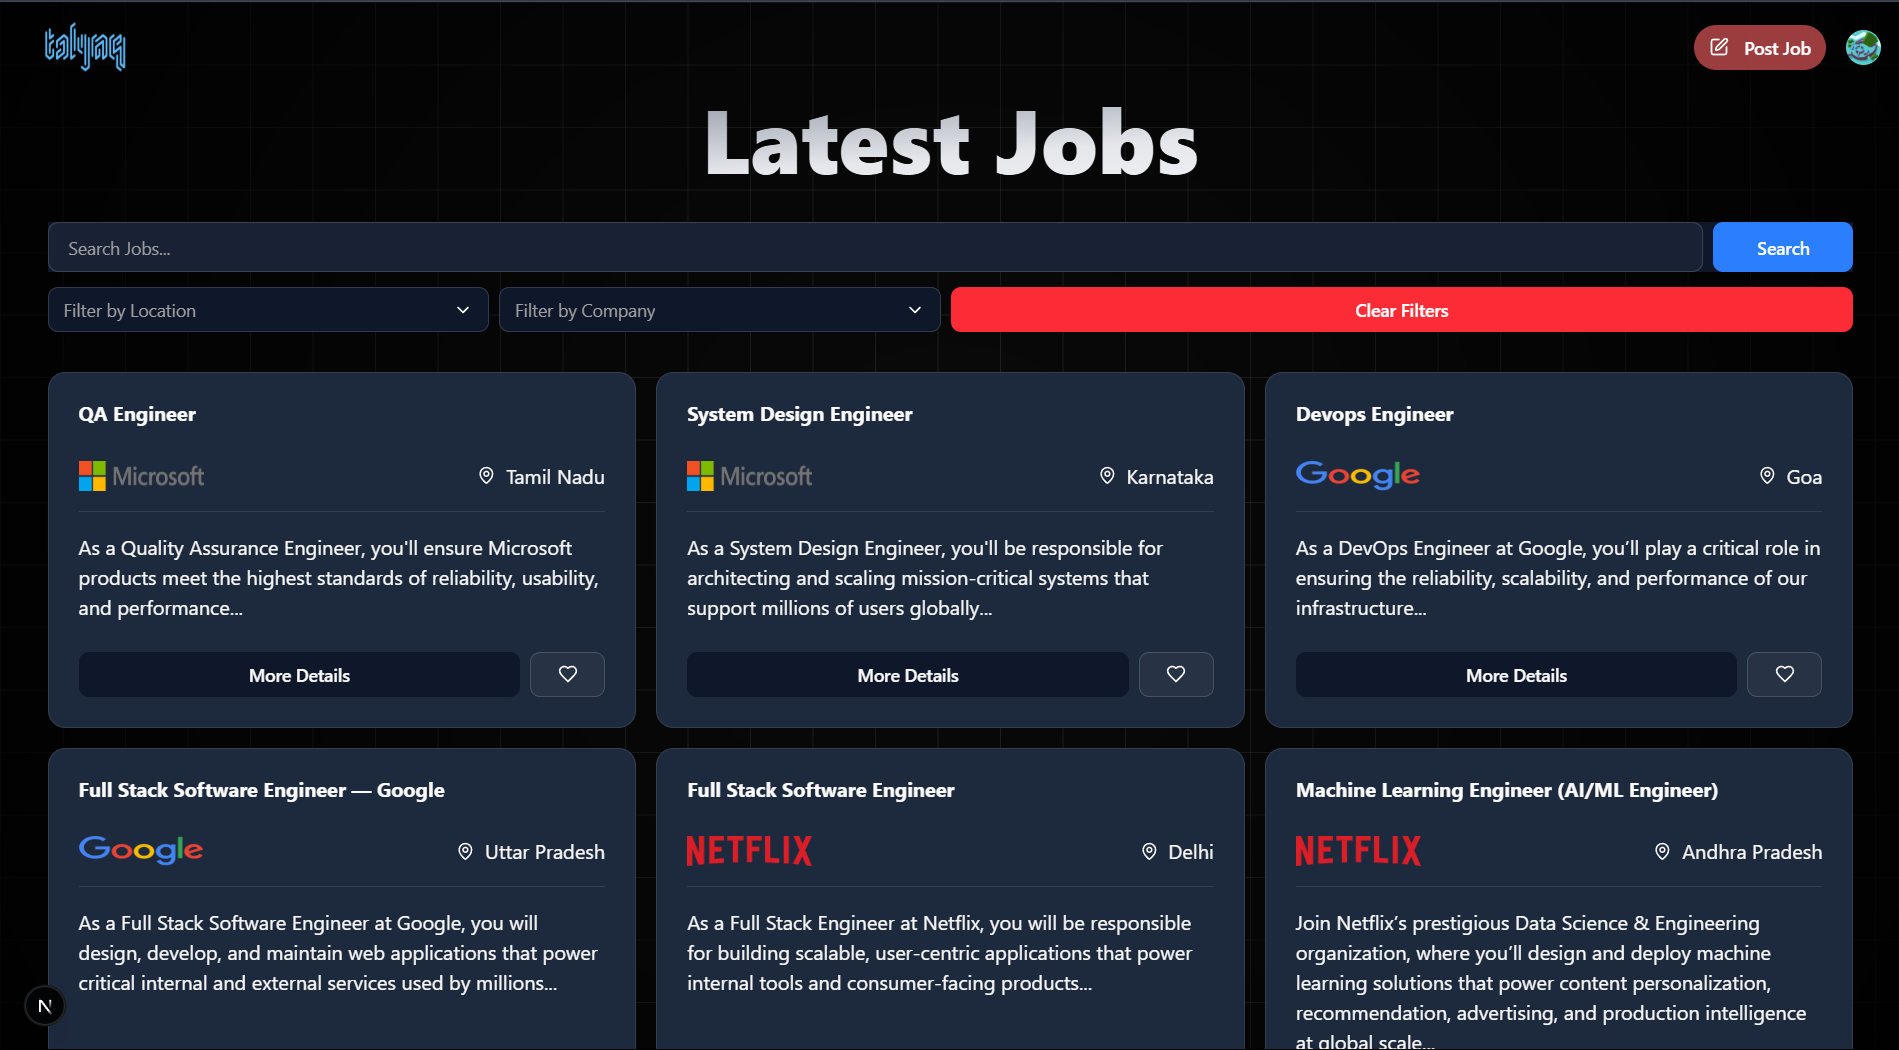 talyaq
Post Job
Latest Jobs
Search Jobs...
Search
Filter by Location
Filter by Company
Clear Filters
QA Engineer
Microsoft
Tamil Nadu
As a Quality Assurance Engineer, you'll ensure Microsoft
products meet the highest standards of reliability, usability,
and performance...
More Details
System Design Engineer
Microsoft
Karnataka
As a System Design Engineer, you'll be responsible for
architecting and scaling mission-critical systems that
support millions of users globally...
More Details
Devops Engineer
Google
Goa
As a DevOps Engineer at Google, you’ll play a critical role in
ensuring the reliability, scalability, and performance of our
infrastructure...
More Details
Full Stack Software Engineer — Google
Google
Uttar Pradesh
As a Full Stack Software Engineer at Google, you will
design, develop, and maintain web applications that power
critical internal and external services used by millions...
Full Stack Software Engineer
NETFLIX
Delhi
As a Full Stack Engineer at Netflix, you will be responsible
for building scalable, user-centric applications that power
internal tools and consumer-facing products...
Machine Learning Engineer (AI/ML Engineer)
NETFLIX
Andhra Pradesh
Join Netflix’s prestigious Data Science & Engineering
organization, where you’ll design and deploy machine
learning solutions that power content personalization,
recommendation, advertising, and production intelligence
at global scale...
N